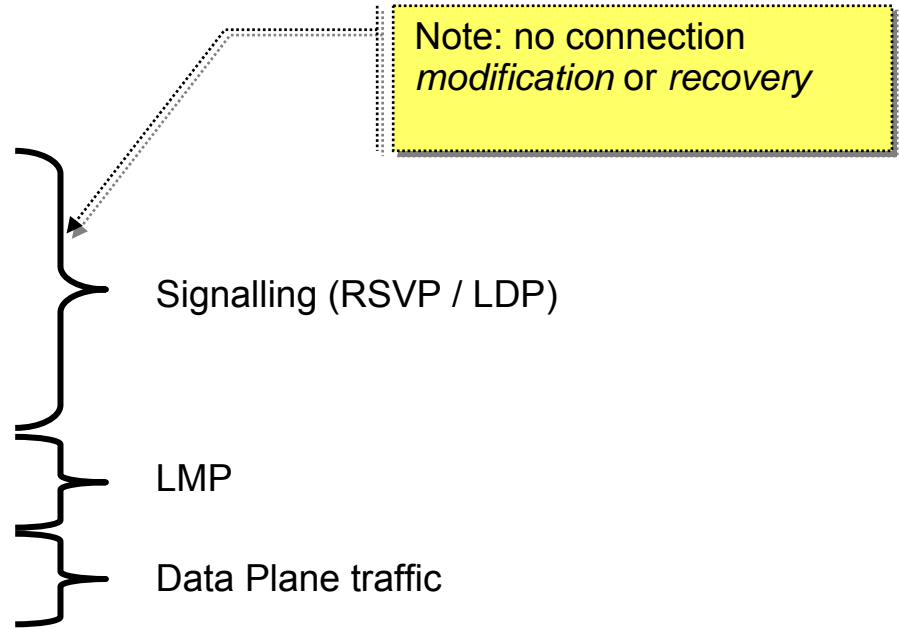 Note: no connection
modification or recovery
Signalling (RSVP / LDP)
LMP
Data Plane traffic